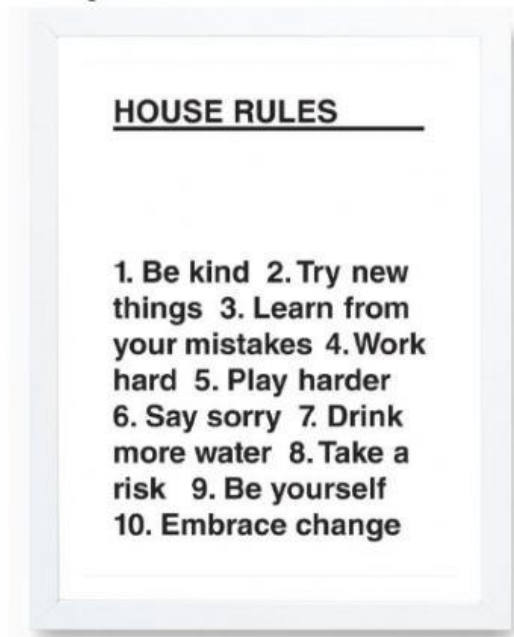 HOUSE RULES
1. Be kind 2. Try new
things 3. Learn from
your mistakes 4. Work
hard 5. Play harder
6. Say sorry 7. Drink
more water 8. Take a
risk 9. Be yourself
10. Embrace change